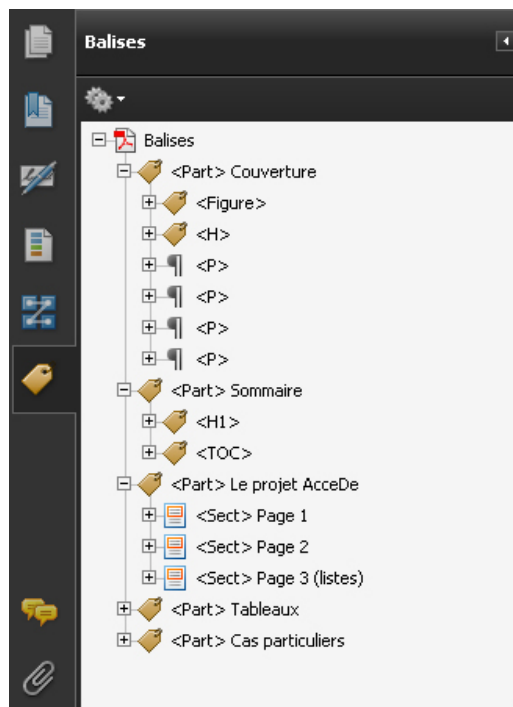 Balises
Balises
<Part> Couverture
<Figure>
<H>
<P>
<P>
<P>
<P>
<Part> Sommaire
<H1>
<TOC>
<Part> Le projet AcceDe
<Sect> Page 1
<Sect> Page 2
<Sect> Page 3 (listes)
<Part> Tableaux
<Part> Cas particuliers